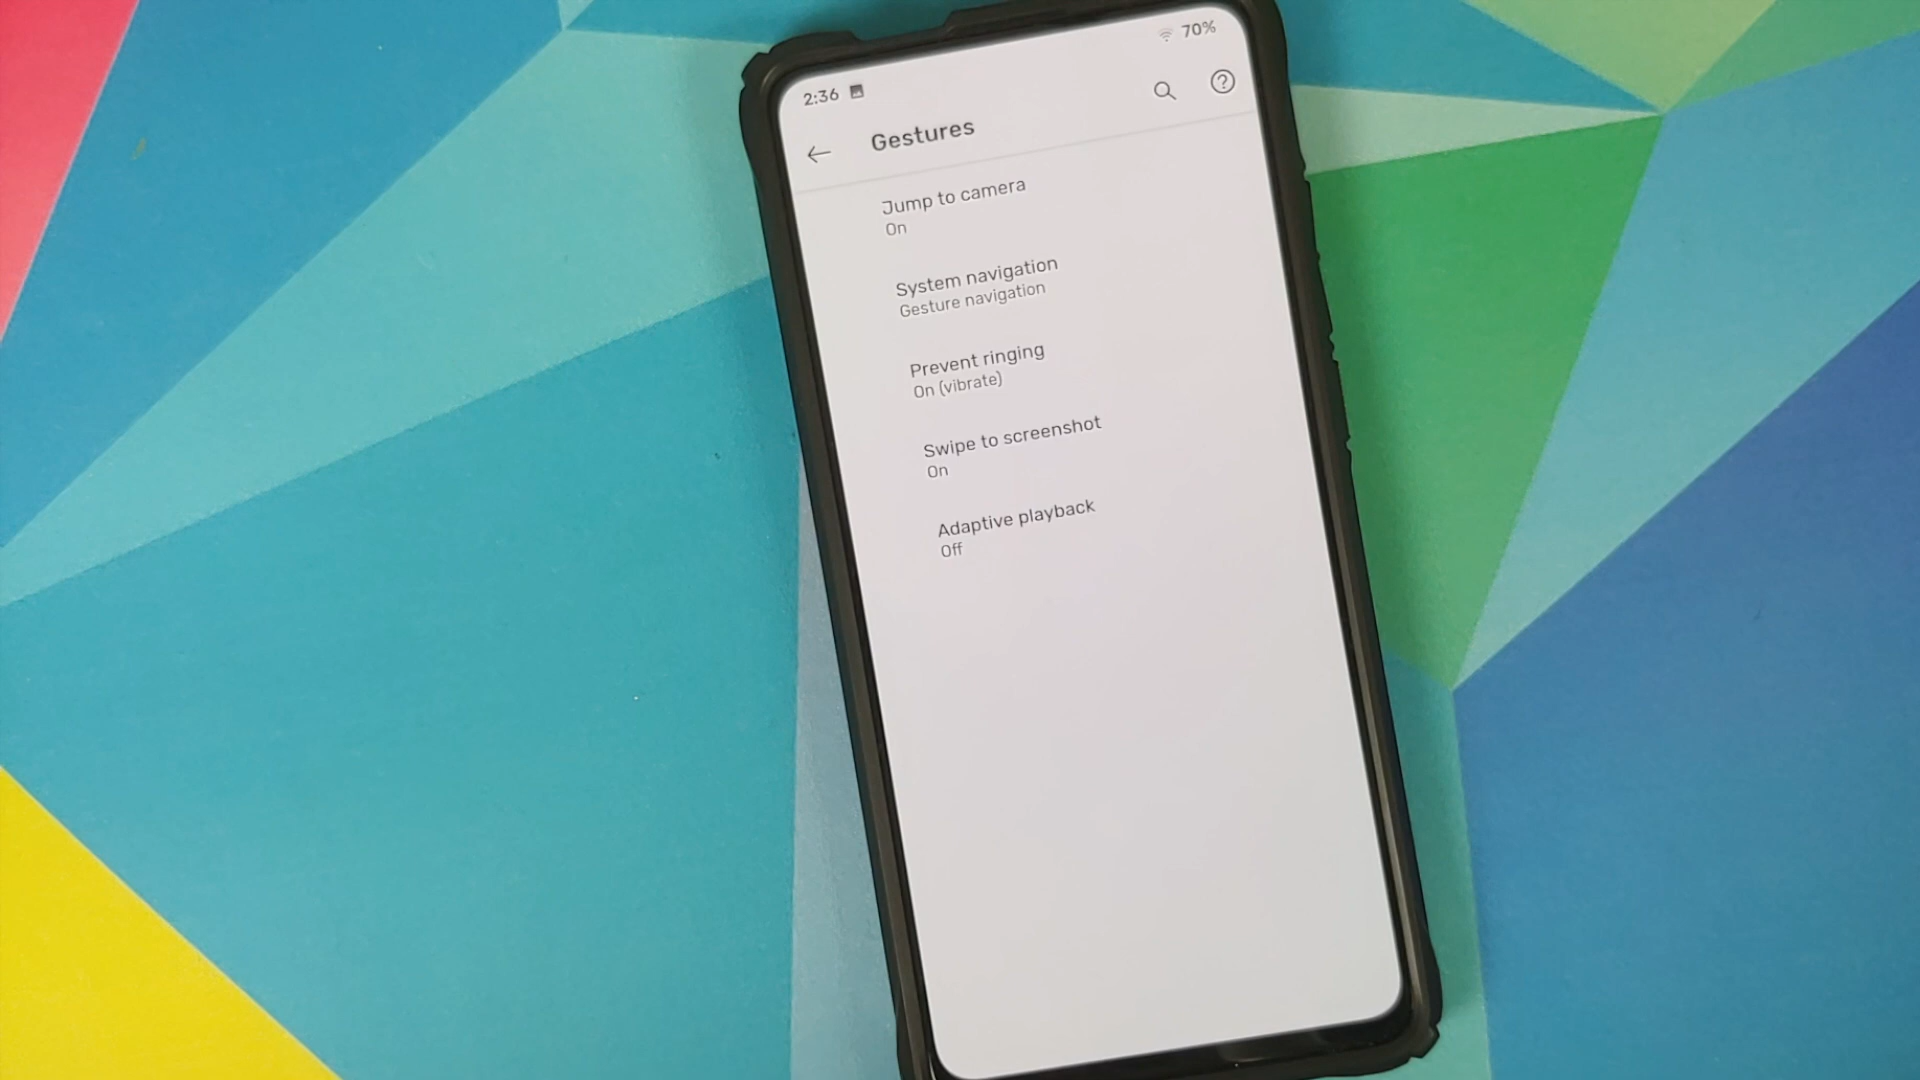 2:36 70%
Gestures
Jump to camera
On
System navigation
Gesture navigation
Prevent ringing
On (vibrate)
Swipe to screenshot
On
Adaptive playback
Off